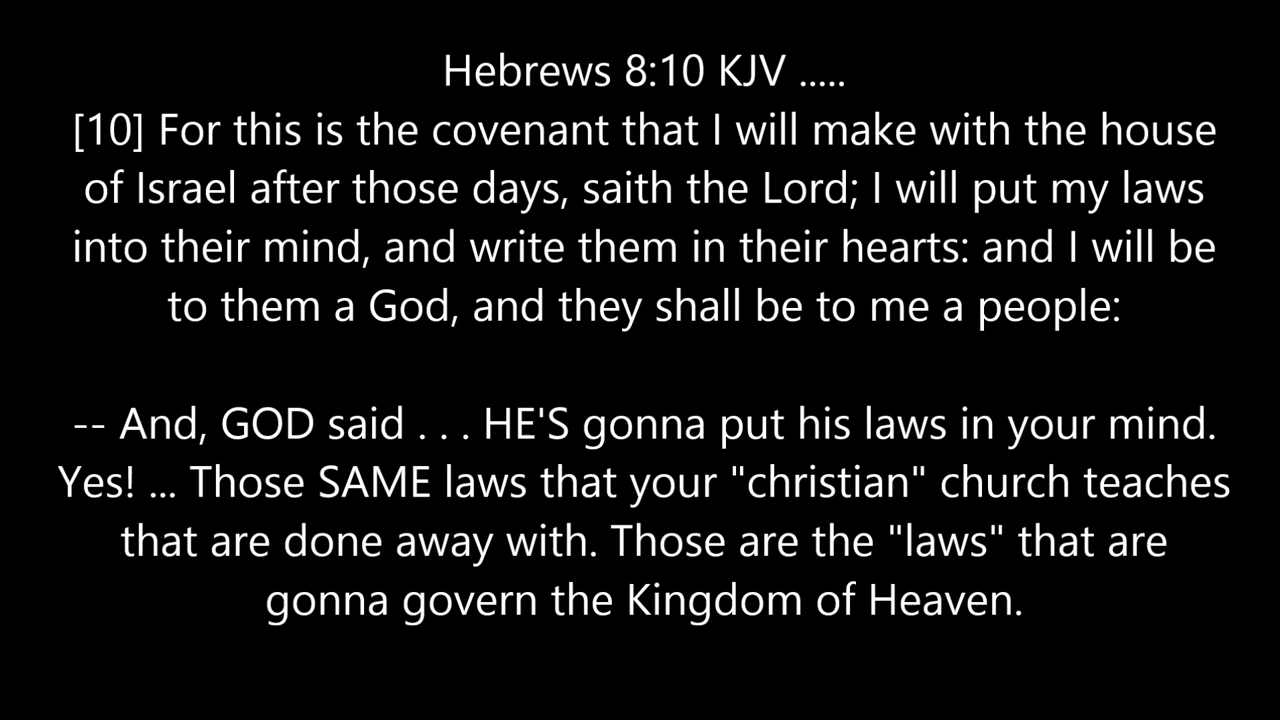 Hebrews 8:10 KJV .....
[10] For this is the covenant that I will make with the house
of Israel after those days, saith the Lord; I will put my laws
into their mind, and write them in their hearts: and I will be
to them a God, and they shall be to me a people:
-- And, GOD said . . . HE'S gonna put his laws in your mind.
Yes! ... Those SAME laws that your "christian" church teaches
that are done away with. Those are the "laws" that are
gonna govern the Kingdom of Heaven.